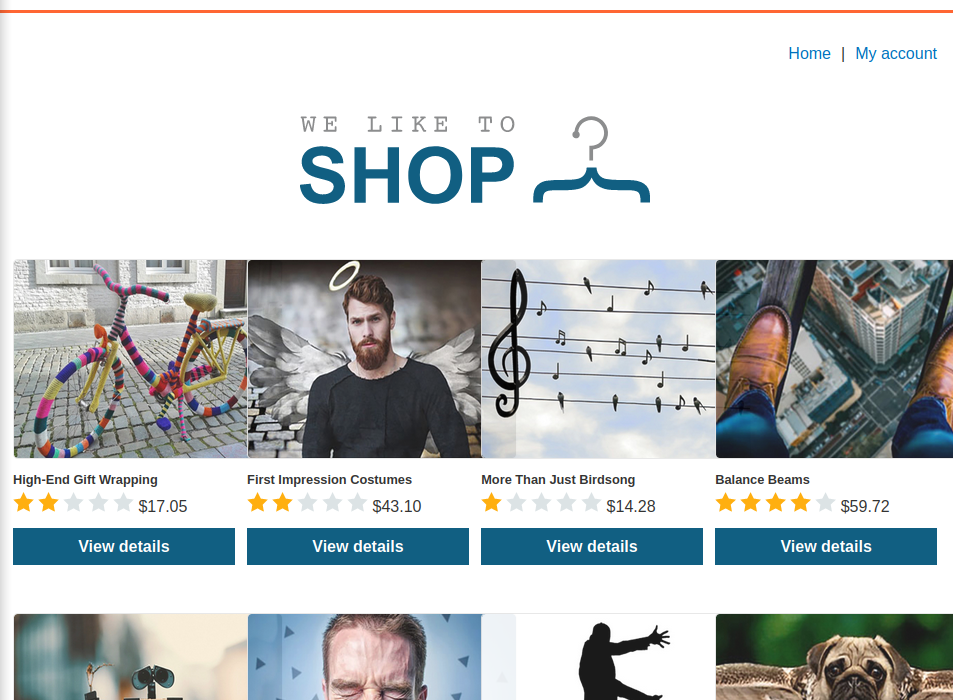 Home | My account
WE LIKE TO
SHOP
High-End Gift Wrapping
$17.05
View details
First Impression Costumes
$43.10
View details
More Than Just Birdsong
$14.28
View details
Balance Beams
$59.72
View details